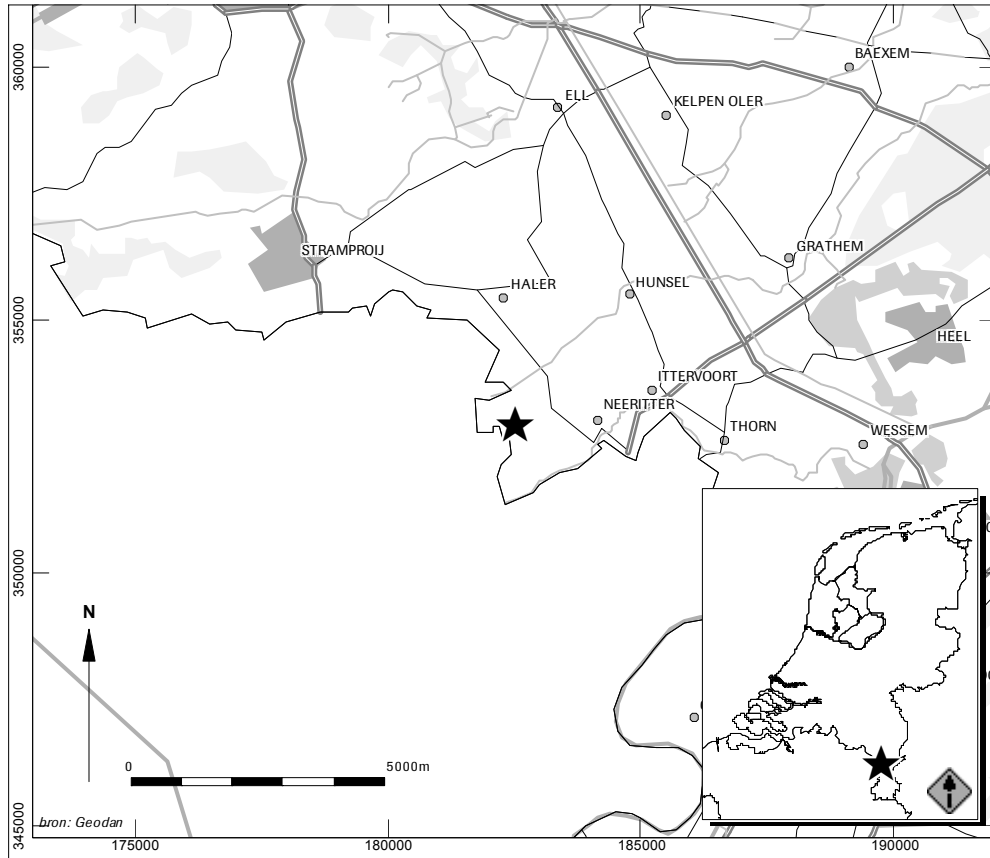 360000
BAEXEM
ELL
KELPEN OLER
STRAMPROIJ
GRATHEM
HALER
HUNSEL
355000
HEEL
ITTERVOORT
NEERITTER
THORN
WESSEM
350000
N
0
5000m
bron: Geodan
345000
175000
180000
185000
190000